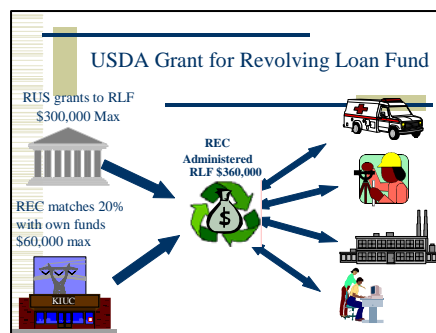 USDA Grant for Revolving Loan Fund
RUS grants to RLF
$300,000 Max
REC
Administered
RLF $360,000
REC matches 20%
with own funds
$60,000 max
$
KIUC